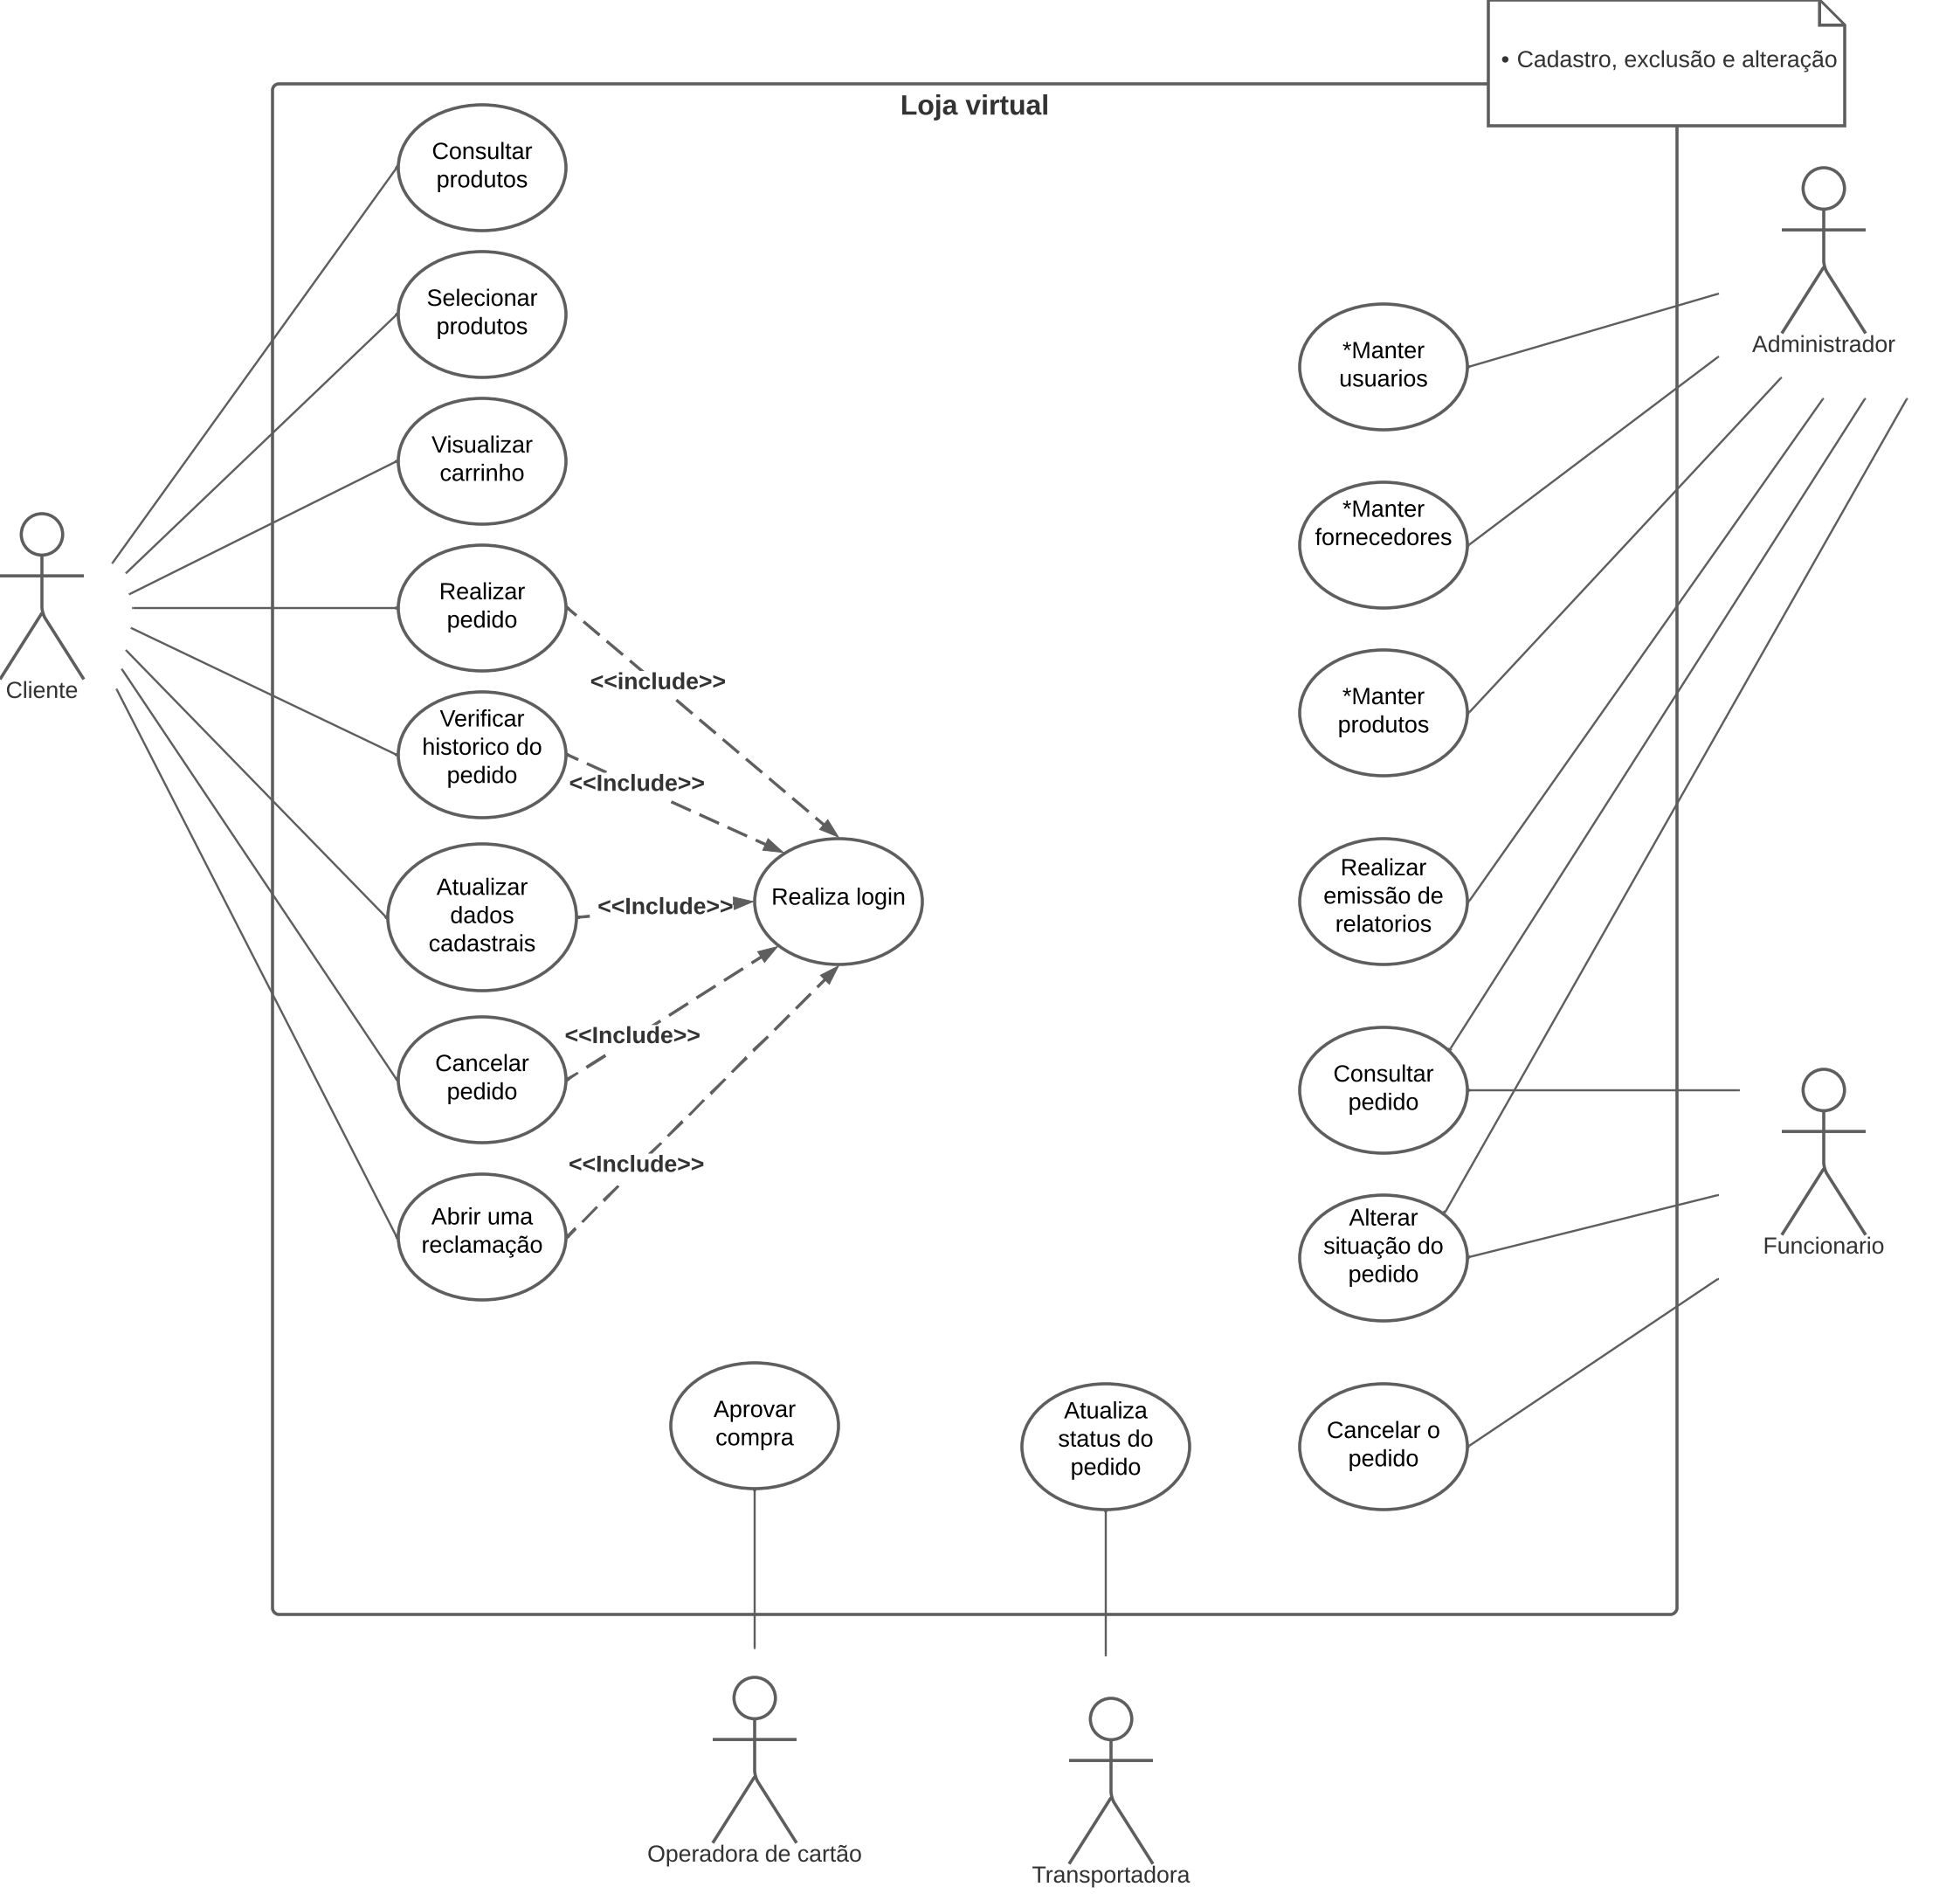 • Cadastro, exclusão e alteração
Loja virtual
Consultar
produtos
Selecionar
produtos
Visualizar
carrinho
Realizar
pedido
Verificar
historico do
pedido
Atualizar
dados
cadastrais
Cancelar
pedido
Abrir uma
reclamação
Cliente
<<include>>
<<Include>>
<<Include>>
<<Include>>
<<Include>>
Realiza login
*Manter
usuarios
*Manter
fornecedores
*Manter
produtos
Realizar
emissão de
relatorios
Consultar
pedido
Alterar
situação do
pedido
Cancelar o
pedido
Administrador
Funcionario
Aprovar
compra
Atualiza
status do
pedido
Operadora de cartão
Transportadora